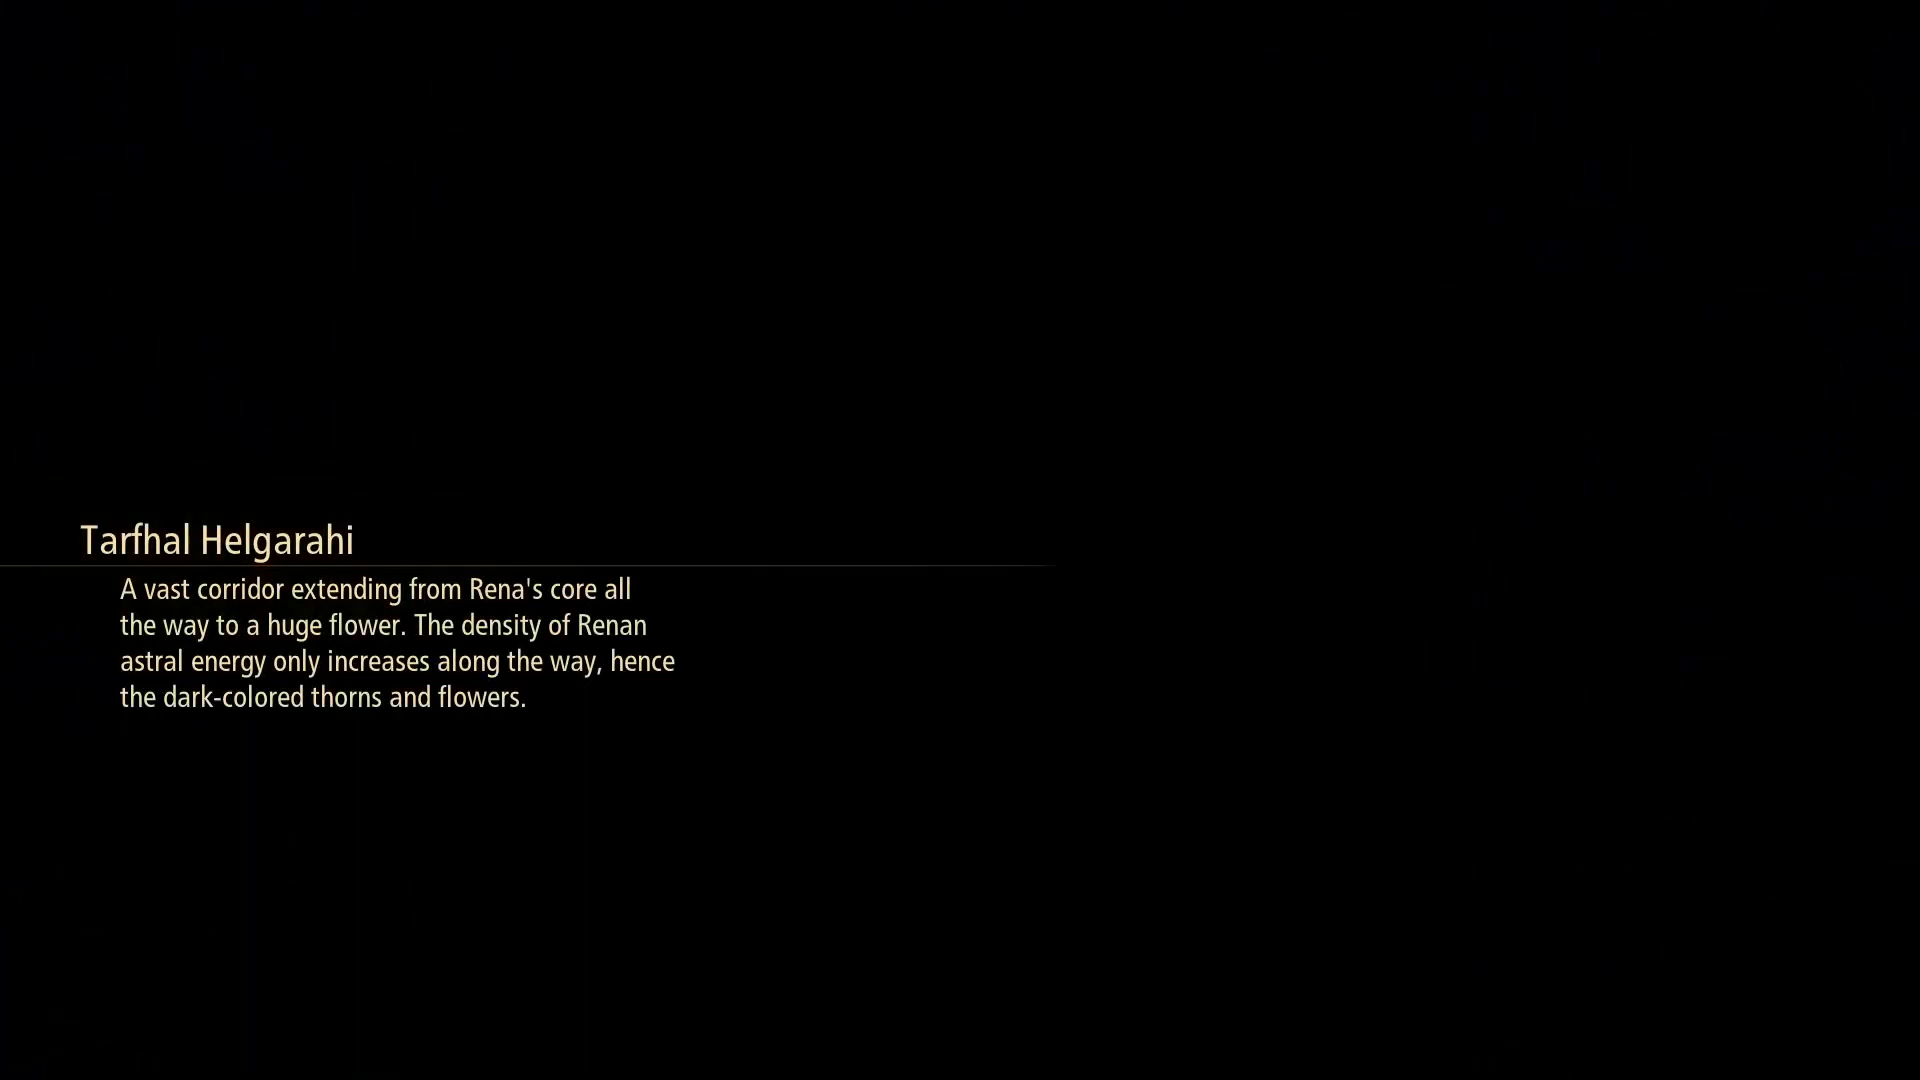 Tarfhal Helgarahi
A vast corridor extending from Rena's core all
the way to a huge flower. The density of Renan
astral energy only increases along the way, hence
the dark-colored thorns and flowers.